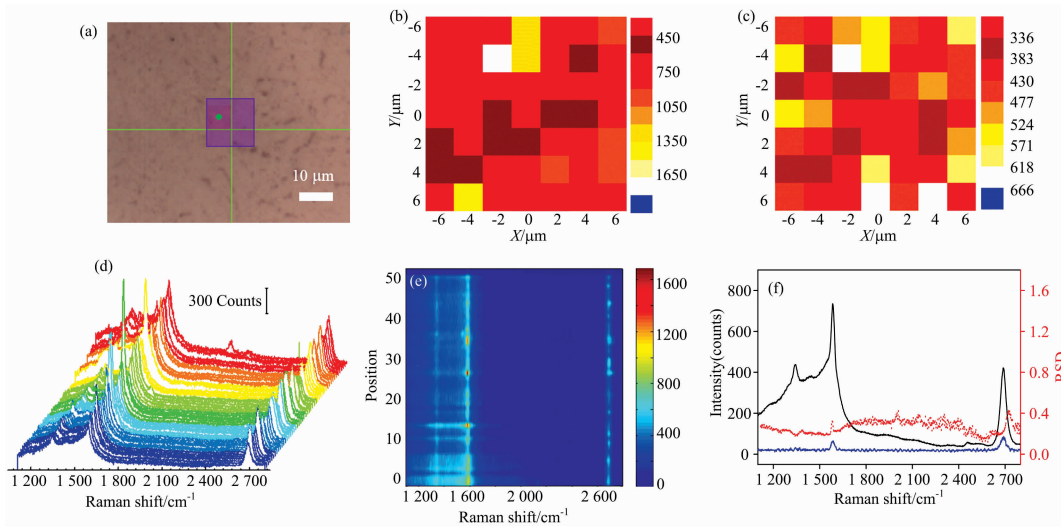 (a)
10 μm
(b)
-6
-4
-2
0
2
4
6
Y/μm
-6 -4 -2 0 2 4 6
X/μm
450
750
1050
1350
1650
(c)
-6
-4
-2
0
2
4
6
Y/μm
-6 -4 -2 0 2 4 6
X/μm
336
383
430
477
524
571
618
666
(d)
300 Counts
1 200 1 500 1 800 2 100 2 400 2 700
Raman shift/cm-1
(e)
50
40
30
20
10
0
Position
1 200 1 600 2 000 2 600
Raman shift/cm-1
1600
1400
1200
1000
800
600
400
200
0
(f)
800
600
400
200
0
Intensity(counts)
1 200 1 500 1 800 2 100 2 400 2 700
Raman shift/cm-1
1.6
1.2
0.8
0.4
0.0
RSD